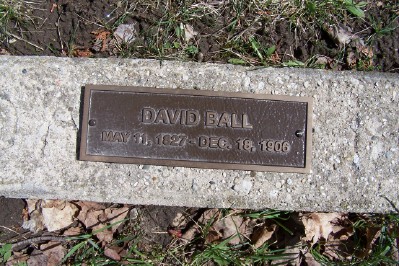 DAVID BALL
MAY 11, 1827 - DEC. 18, 1906